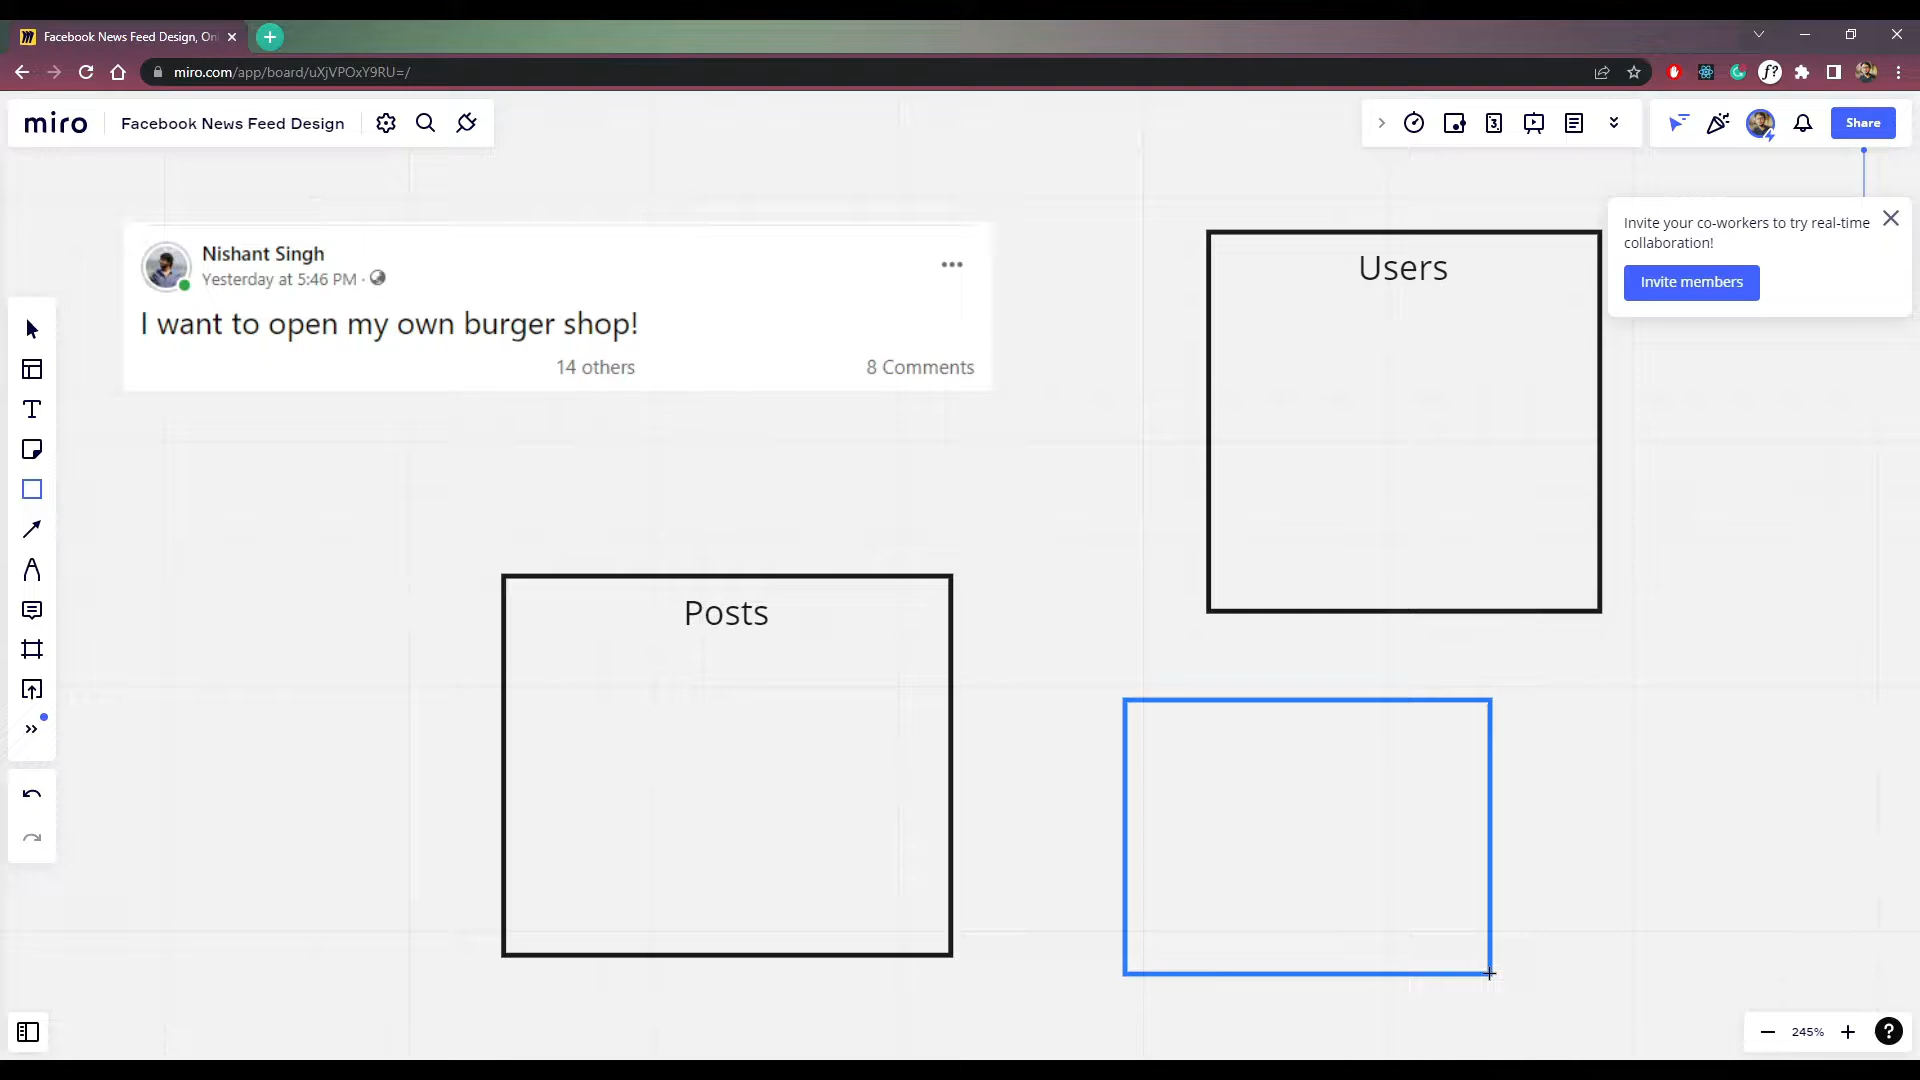 Facebook News Feed Design, On
miro.com/app/board/uXjVPOxY9RU=/
miro
Facebook News Feed Design
Share
Invite your co-workers to try real-time
collaboration!
Invite members
Nishant Singh
Yesterday at 5:46 PM ·
I want to open my own burger shop!
14 others
8 Comments
Users
Posts
245%